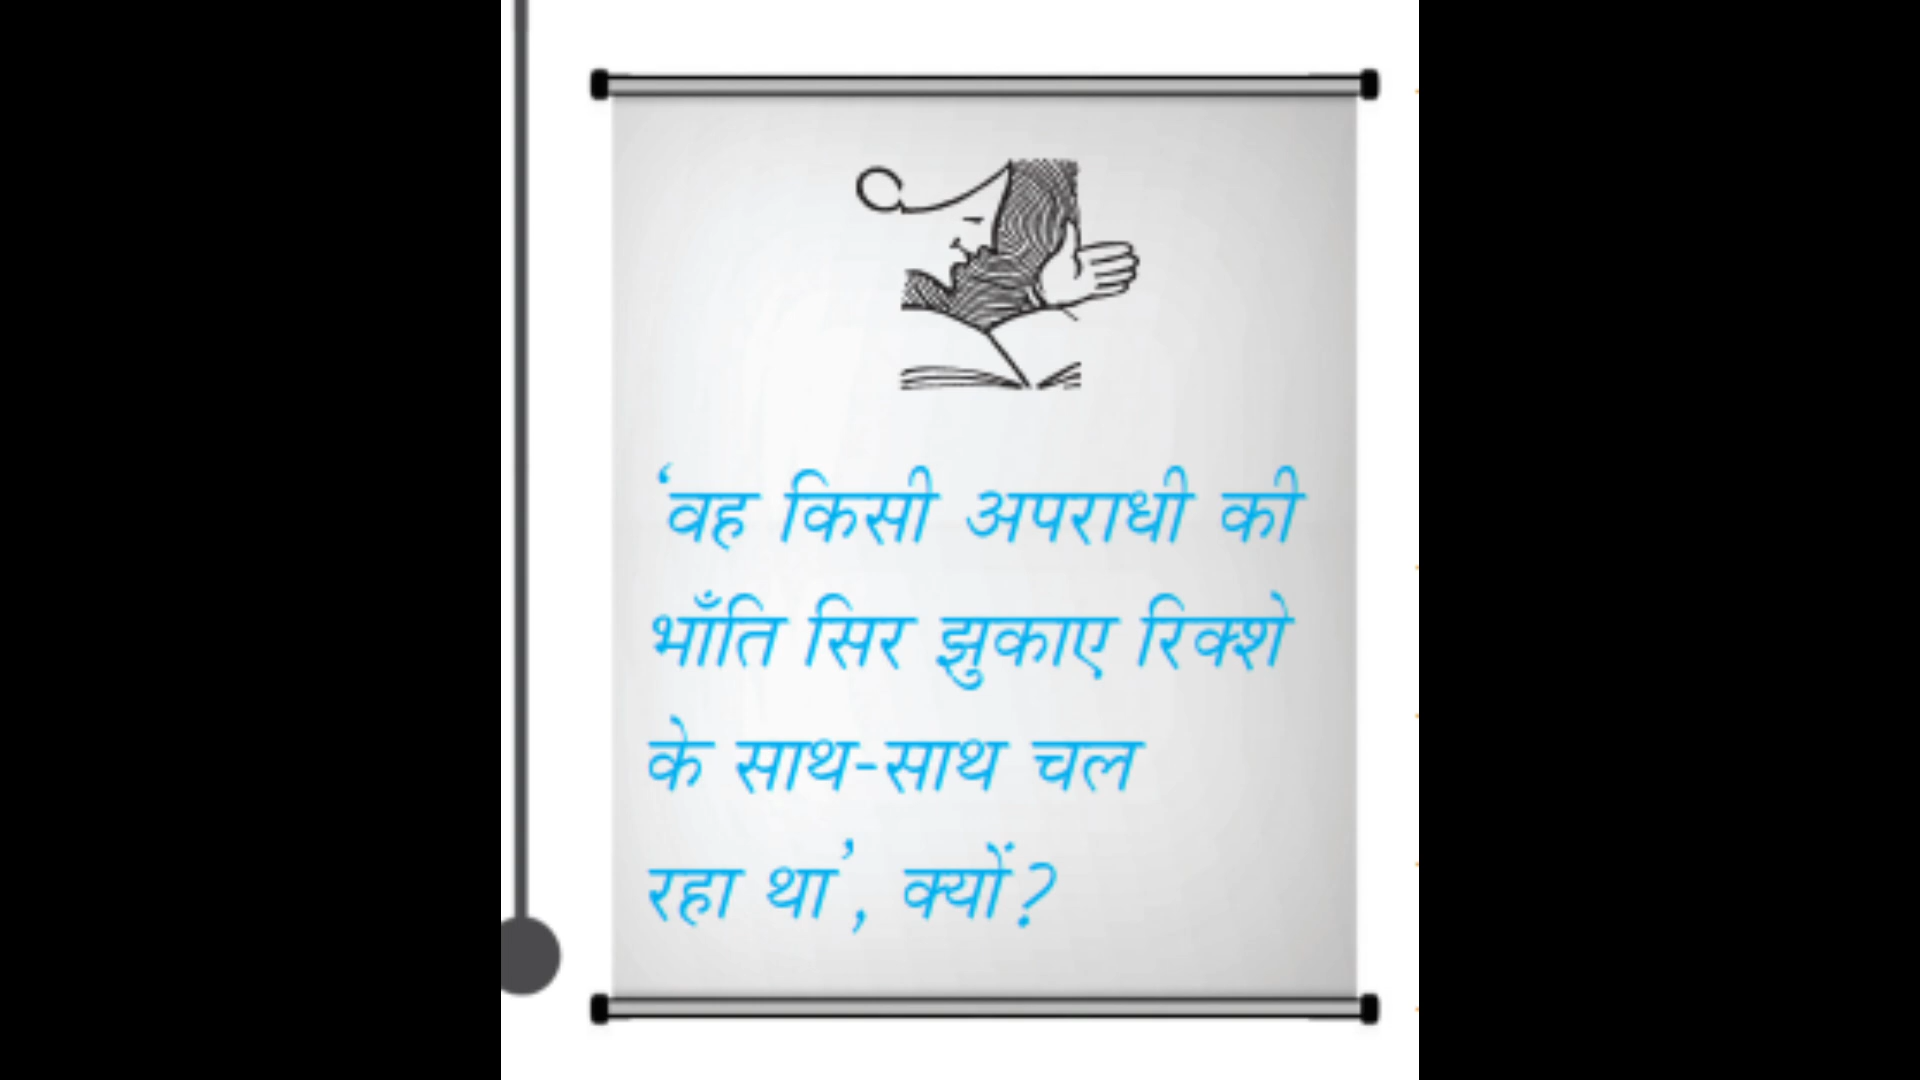 ‘वह किसी अपराधी की
भाँति सिर झुकाए रिक्शे
के साथ-साथ चल
रहा था’, क्यों?